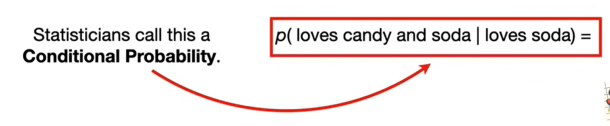 Statisticians call this a
Conditional Probability.
p( loves candy and soda | loves soda) =